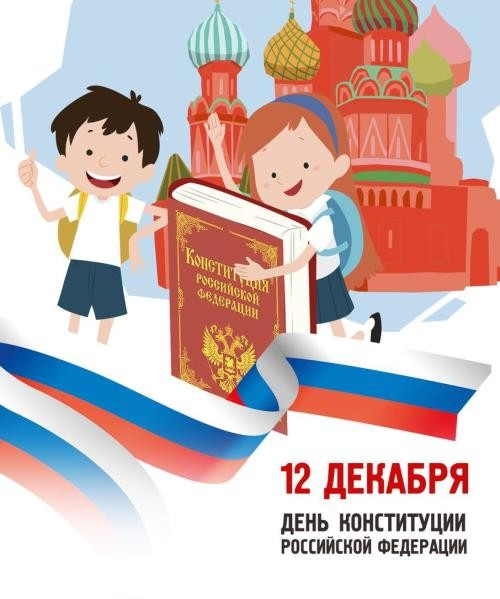 Конституция
российской
федерации
12 ДЕКАБРЯ
ДЕНЬ КОНСТИТУЦИИ
РОССИЙСКОЙ ФЕДЕРАЦИИ